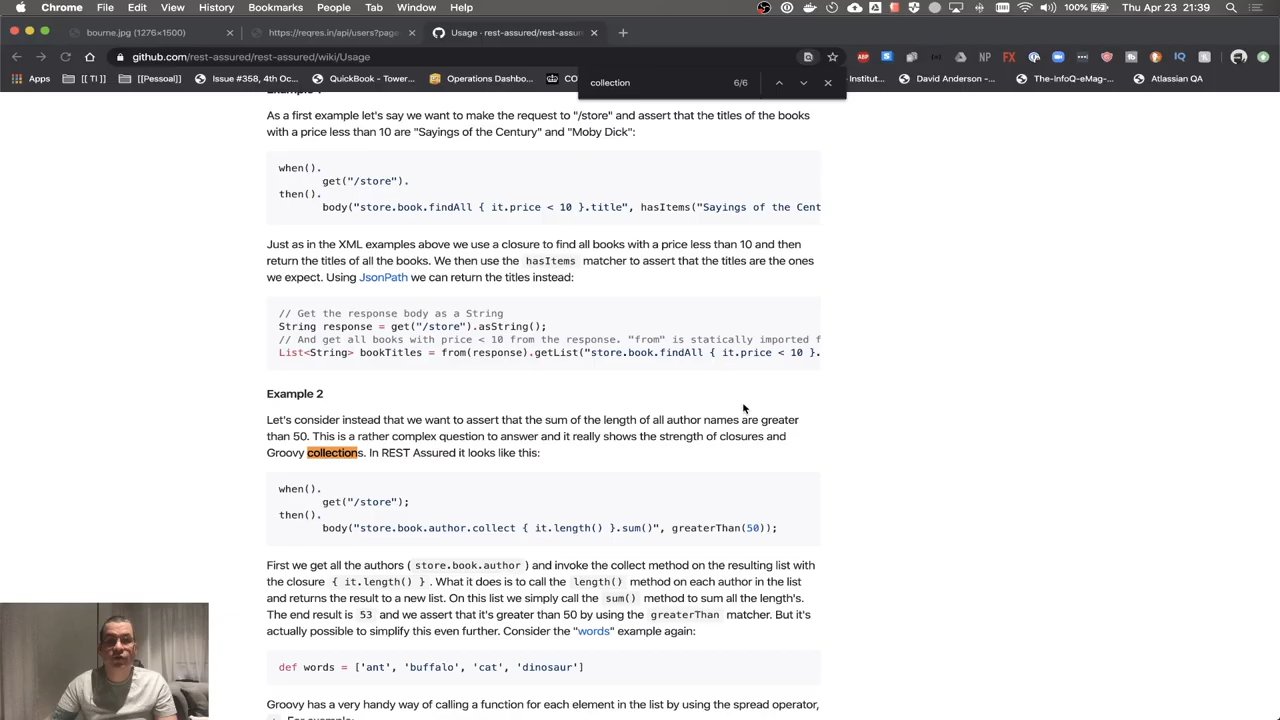 Chrome File Edit View History Bookmarks People Tab Window Help 100% Thu Apr 23 21:39
bourne.jpg (1276×1500) https://reqres.in/api/users?page= Usage · rest-assured/rest-assur
github.com/rest-assured/rest-assured/wiki/Usage
Apps [[ TI ]] [[Pessoal] Issue #358, 4th Oc... QuickBook - Tower... Operations Dashbo... CO Institut... David Anderson -... The-InfoQ-eMag-... Atlassian QA
collection 6/6
As a first example let's say we want to make the request to "/store" and assert that the titles of the books
with a price less than 10 are "Sayings of the Century" and "Moby Dick":
when().
get("/store").
then().
body("store.book.findAll { it.price < 10 }.title", hasItems("Sayings of the Cent
Just as in the XML examples above we use a closure to find all books with a price less than 10 and then
return the titles of all the books. We then use the hasItems matcher to assert that the titles are the ones
we expect. Using JsonPath we can return the titles instead:
// Get the response body as a String
String response = get("/store").asString();
// And get all books with price < 10 from the response. "from" is statically imported f
List<String> bookTitles = from(response).getList("store.book.findAll { it.price < 10 }.
Example 2
Let's consider instead that we want to assert that the sum of the length of all author names are greater
than 50. This is a rather complex question to answer and it really shows the strength of closures and
Groovy collections. In REST Assured it looks like this:
when().
get("/store");
then().
body("store.book.author.collect { it.length() }.sum()", greaterThan(50));
First we get all the authors ( store.book.author ) and invoke the collect method on the resulting list with
the closure { it.length() } . What it does is to call the length() method on each author in the list
and returns the result to a new list. On this list we simply call the sum() method to sum all the length's.
The end result is 53 and we assert that it's greater than 50 by using the greaterThan matcher. But it's
actually possible to simplify this even further. Consider the "words" example again:
def words = ['ant', 'buffalo', 'cat', 'dinosaur']
Groovy has a very handy way of calling a function for each element in the list by using the spread operator,